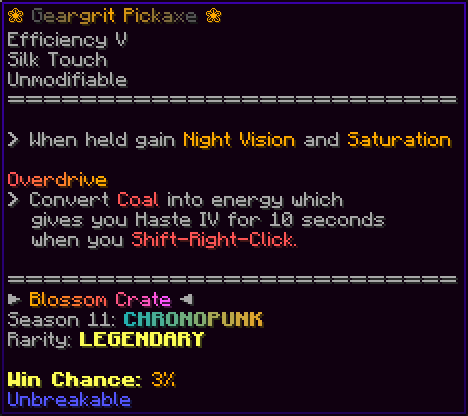 ❀ Geargrit Pickaxe ❀
Efficiency V
Silk Touch
Unmodifiable
==============================
> When held gain Night Vision and Saturation
Overdrive
> Convert Coal into energy which
gives you Haste IV for 10 seconds
when you Shift-Right-Click.
==============================
► Blossom Crate ◄
Season 11: CHRONOPUNK
Rarity: LEGENDARY
Win Chance: 3%
Unbreakable